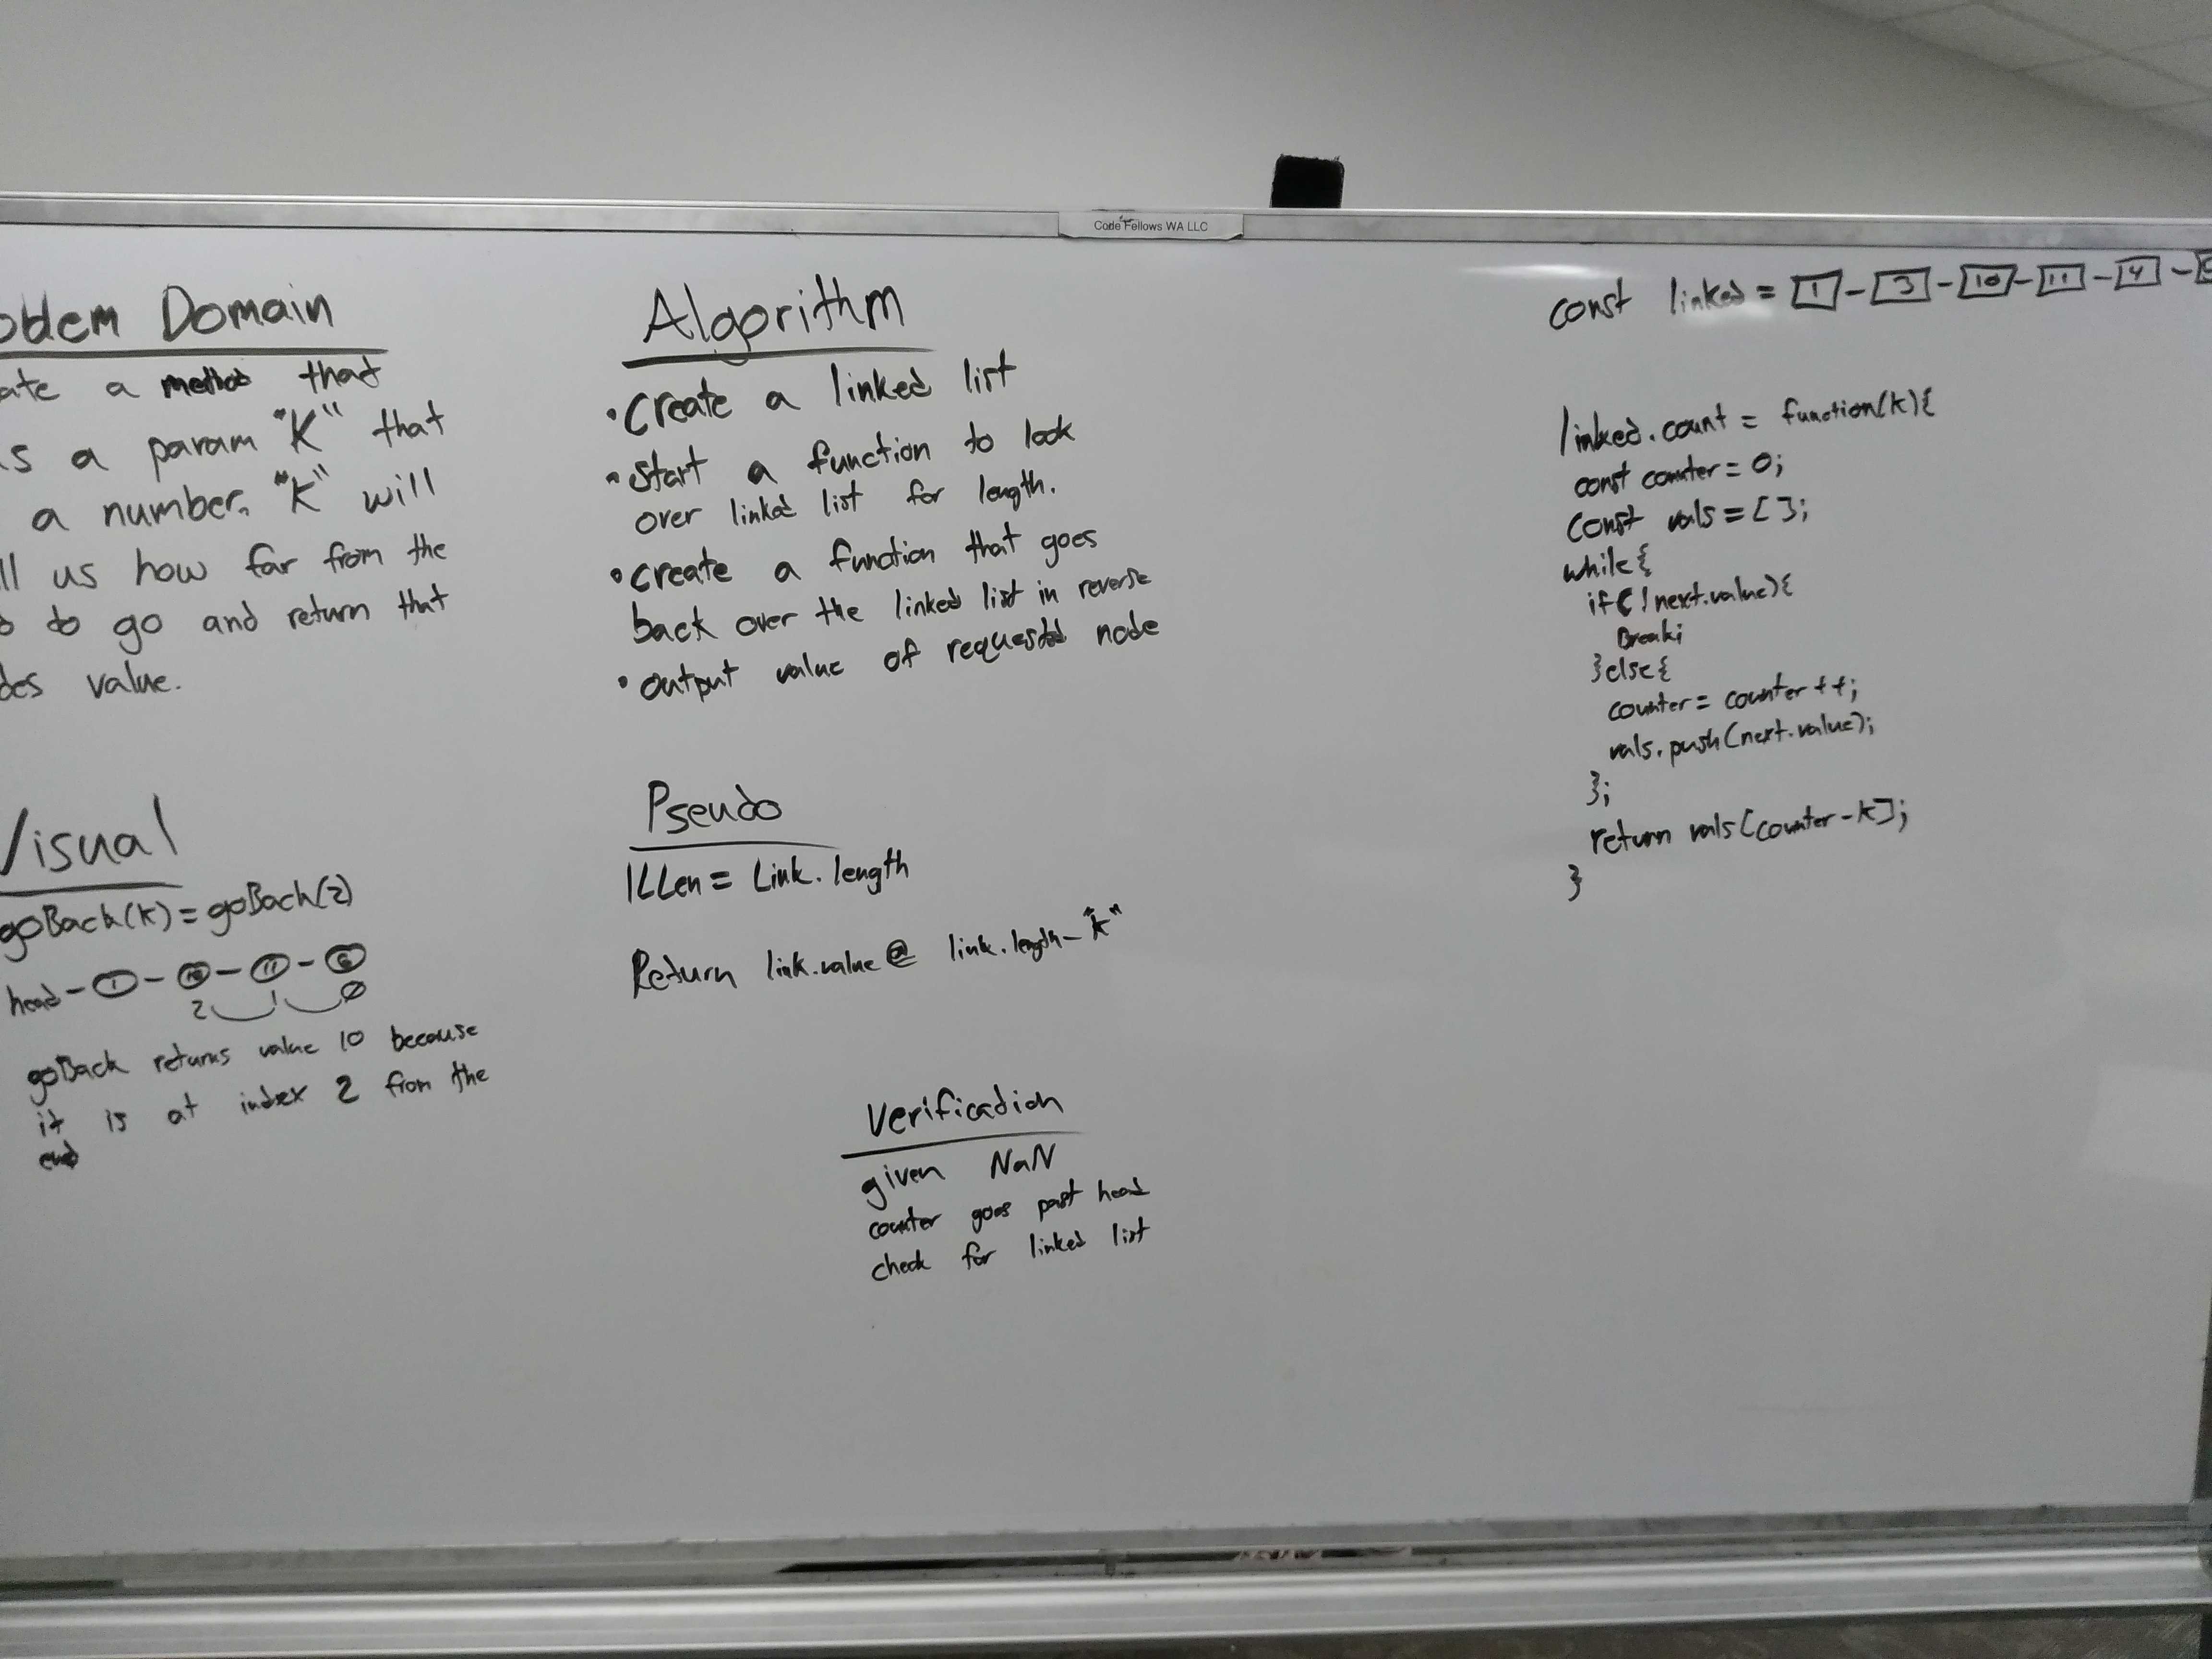 Code Fellows WA LLC
oblem Domain
ate a method that
s a param "K" that
a number. "K" will
ll us how far from the
to go and return that
des value.
Visual
goBack(k) = goBack(2)
head - 1 - 10 - 11 - 6
2 1 0
goBack returns value 10 because
it is at index 2 from the
end
Algorithm
• Create a linked list
• Start a function to look
over linked list for length.
• create a function that goes
back over the linked list in reverse
• output value of requested node
Pseudo
lLLen = Link.length
Return link.value @ link.length - "k"
Verification
given NaN
counter goes past head
check for linked list
const linked = 1 - 3 - 10 - 11 - 4 -
linked.count = function(k){
const counter = 0;
const vals = [];
while{
if(!next.value){
Break;
}else{
counter = counter++;
vals.push(next.value);
};
return vals[counter-k];
}